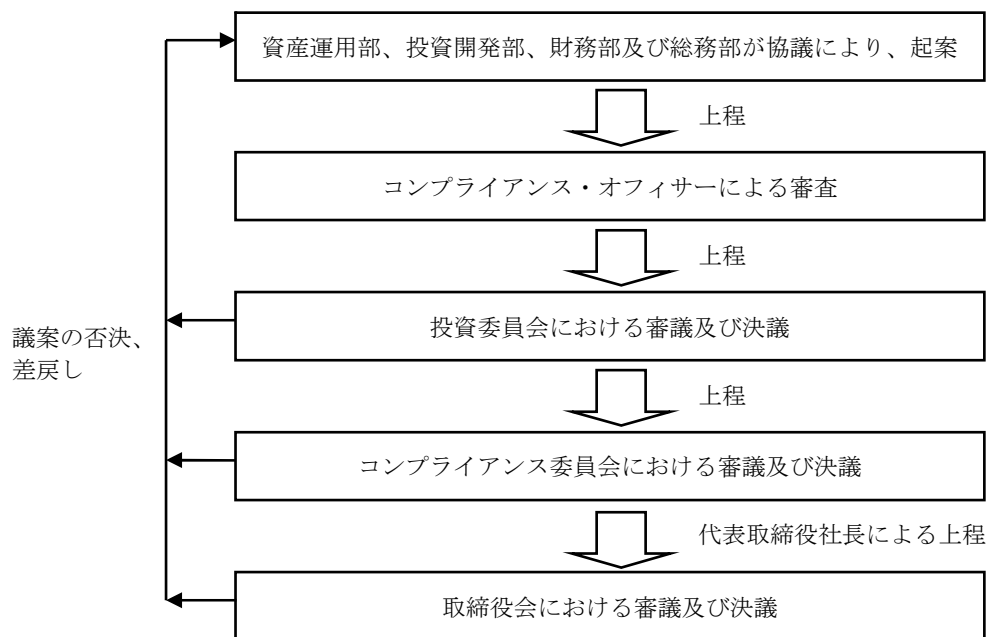 資産運用部、投資開発部、財務部及び総務部が協議により、起案
上程
コンプライアンス・オフィサーによる審査
上程
投資委員会における審議及び決議
議案の否決、
差戻し
上程
コンプライアンス委員会における審議及び決議
代表取締役社長による上程
取締役会における審議及び決議